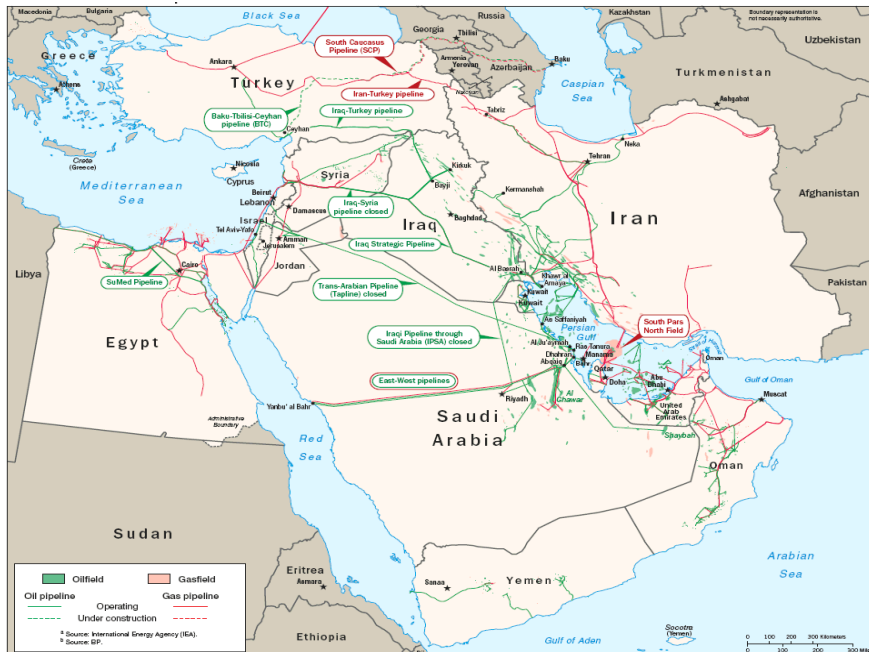 Macedonia
Bulgaria
Black Sea
Georgia
Russia
Kazakhstan
Boundary representation is
not necessarily authoritative.
Uzbekistan
Tbilisi
South Caucasus
Pipeline (SCP)
Greece
Ankara
Armenia
Yerevan
Azerbaijan
Baku
Turkmenistan
Turkey
Caspian
Sea
Athens
Iran-Turkey pipeline
Tabriz
Ashgabat
Baku-Tbilisi-Ceyhan
pipeline (BTC)
Iraq-Turkey pipeline
Ceyhan
Neka
Tehran
Crete
(Greece)
Nicosia
Cyprus
Syria
Kirkuk
Bayji
Kermanshah
Mediterranean
Sea
Beirut
Lebanon
Damascus
Iraq-Syria
pipeline closed
Afghanistan
Israel
Tel Aviv-Yafo
Iraq
Baghdad
Iran
Jerusalem
Amman
Iraq Strategic Pipeline
Jordan
Libya
Cairo
SuMed Pipeline
Al Basrah
Khawr al
Amaya
Kuwait
Kuwait
Pakistan
Trans-Arabian Pipeline
(Tapline) closed
As Saffaniyah
Persian
Gulf
South Pars
North Field
Egypt
Iraqi Pipeline through
Saudi Arabia (IPSA) closed
Al Ju'aymah
Ras Tanura
Dhahran
Manama
Abqaiq
Bahr.
Oman
Qatar
Doha
Abu
Dhabi
Gulf of Oman
East-West pipelines
Muscat
Yanbu' al Bahr
Riyadh
Al
Ghawar
United
Arab
Emirates
Saudi
Arabia
Shaybah
Administrative
Boundary
Red
Sea
Oman
Sudan
Arabian
Sea
Eritrea
Asmara
Sanaa
Yemen
Ethiopia
Gulf of Aden
Socotra
(Yemen)
Oilfield
Gasfield
Oil pipeline
Gas pipeline
Operating
Under construction
a Source: International Energy Agency (IEA).
b Source: BP.
0 100 200 300 Kilometers
0 100 200 300 Miles